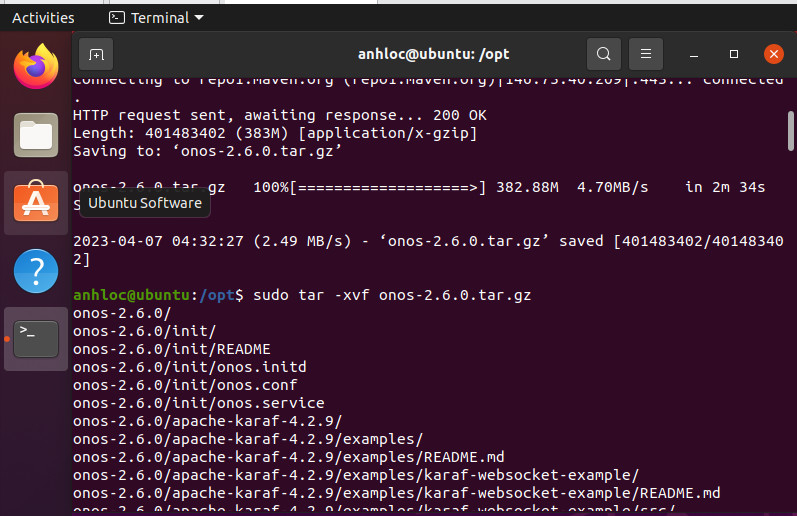 Activities
Terminal
anhloc@ubuntu: /opt
Connecting to repo1.maven.org (repo1.maven.org)|146.75.40.209|:443... connected
.
HTTP request sent, awaiting response... 200 OK
Length: 401483402 (383M) [application/x-gzip]
Saving to: ‘onos-2.6.0.tar.gz’
onos-2.6.0.tar.gz   100%[===================>] 382.88M  4.70MB/s    in 2m 34s
S
Ubuntu Software
2023-04-07 04:32:27 (2.49 MB/s) - ‘onos-2.6.0.tar.gz’ saved [401483402/40148340
2]
anhloc@ubuntu:/opt$ sudo tar -xvf onos-2.6.0.tar.gz
onos-2.6.0/
onos-2.6.0/init/
onos-2.6.0/init/README
onos-2.6.0/init/onos.initd
onos-2.6.0/init/onos.conf
onos-2.6.0/init/onos.service
onos-2.6.0/apache-karaf-4.2.9/
onos-2.6.0/apache-karaf-4.2.9/examples/
onos-2.6.0/apache-karaf-4.2.9/examples/README.md
onos-2.6.0/apache-karaf-4.2.9/examples/karaf-websocket-example/
onos-2.6.0/apache-karaf-4.2.9/examples/karaf-websocket-example/README.md
onos-2.6.0/apache-karaf-4.2.9/examples/karaf-websocket-example/src/